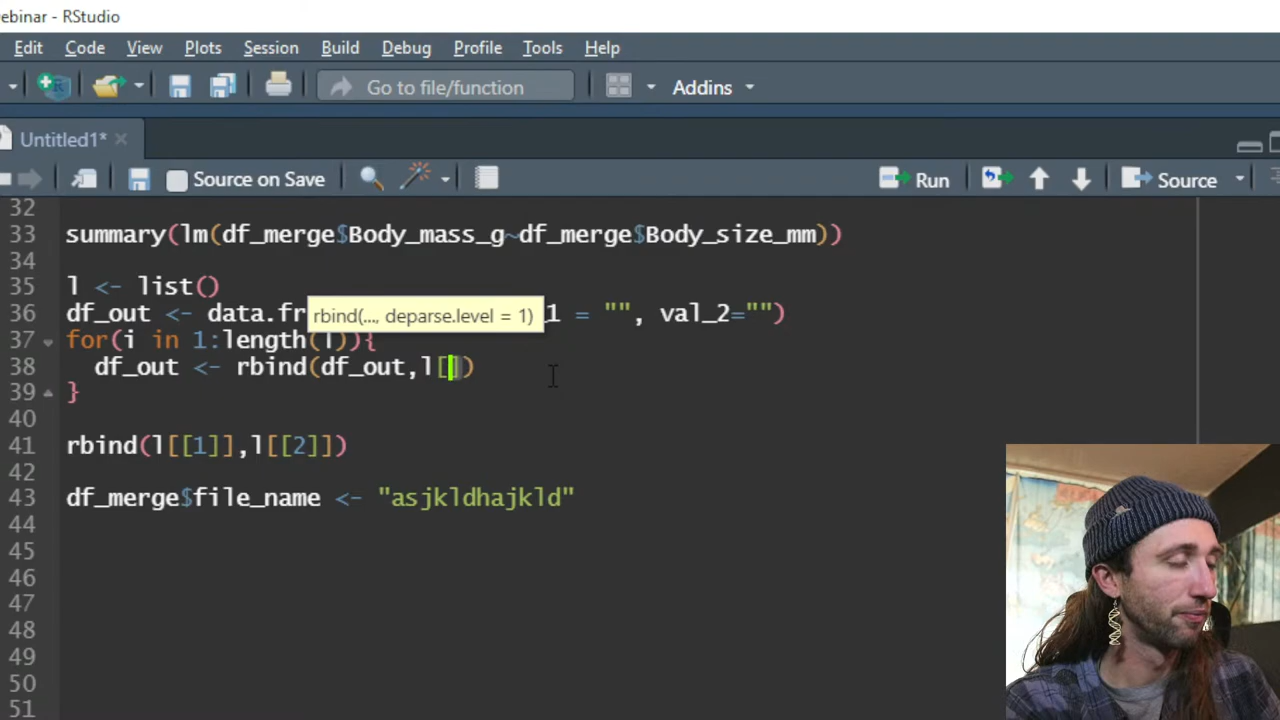 ebinar - RStudio
Edit Code View Plots Session Build Debug Profile Tools Help
Go to file/function Addins
Untitled1*
Source on Save Run Source
32
33 summary(lm(df_merge$Body_mass_g~df_merge$Body_size_mm))
34
35 l <- list()
36 df_out <- data.fr _1 = "", val_2="")
rbind(..., deparse.level = 1)
37 for(i in 1:length(l)){
38 df_out <- rbind(df_out,l[])
39 }
40
41 rbind(l[[1]],l[[2]])
42
43 df_merge$file_name <- "asjkldhajkld"
44
45
46
47
48
49
50
51